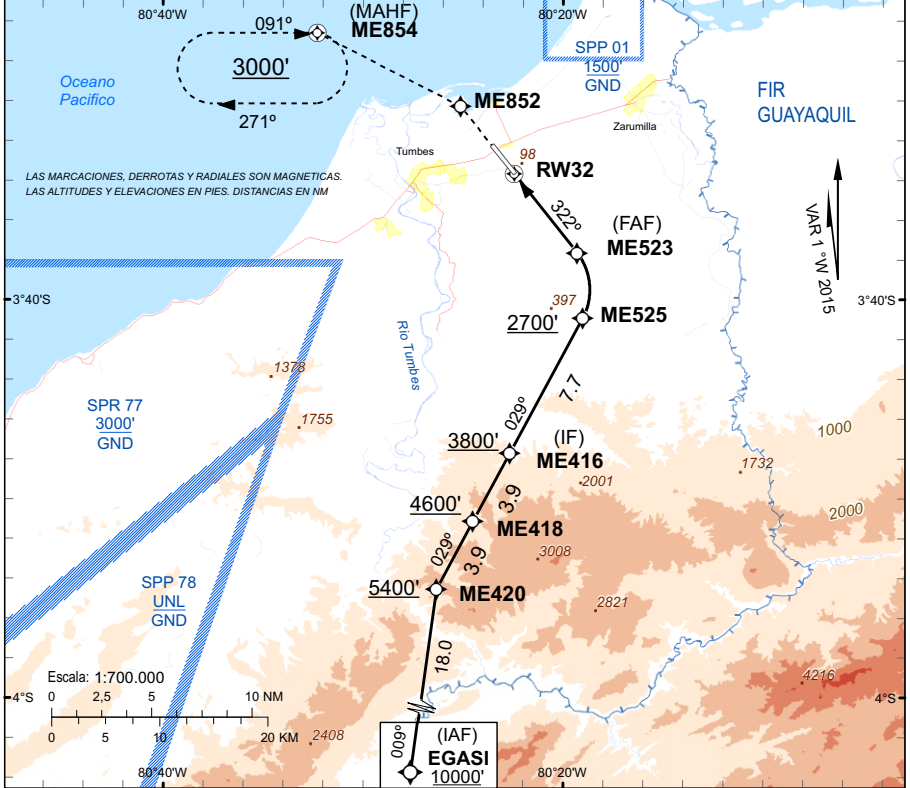 80°40'W
(MAHF)
ME854
80°20'W
091º
3000'
271º
SPP 01
1500'
GND
Oceano
Pacifico
FIR
GUAYAQUIL
ME852
Zarumilla
Tumbes
98
RW32
LAS MARCACIONES, DERROTAS Y RADIALES SON MAGNETICAS.
LAS ALTITUDES Y ELEVACIONES EN PIES. DISTANCIAS EN NM
322º
(FAF)
ME523
VAR 1 °W 2015
3°40'S
3°40'S
397
2700'
ME525
Rio Tumbes
1378
7.7
SPR 77
3000'
GND
1755
029º
1000
3800'
(IF)
ME416
1732
2001
3.9
4600'
ME418
2000
029º
3.9
3008
SPP 78
UNL
GND
5400'
ME420
2821
18.0
Escala: 1:700.000
0 2,5 5 10 NM
0 5 10 20 KM
4°S
4°S
4216
2408
009º
(IAF)
EGASI
10000'
80°40'W
80°20'W